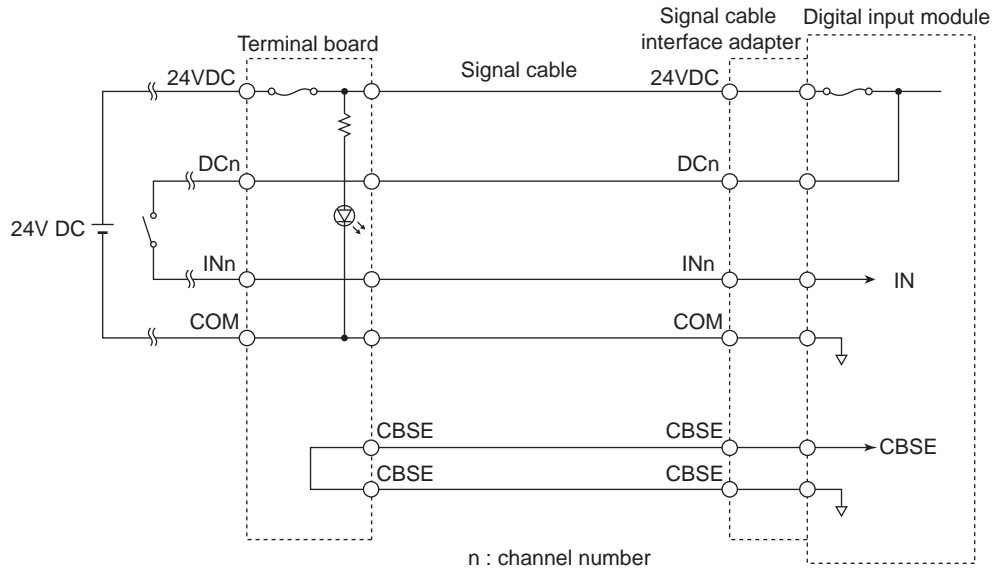 Signal cable
interface adapter
Digital input module
Terminal board
24VDC
Signal cable
24VDC
DCn
DCn
24V DC
INn
INn
IN
COM
COM
CBSE
CBSE
CBSE
CBSE
CBSE
n : channel number